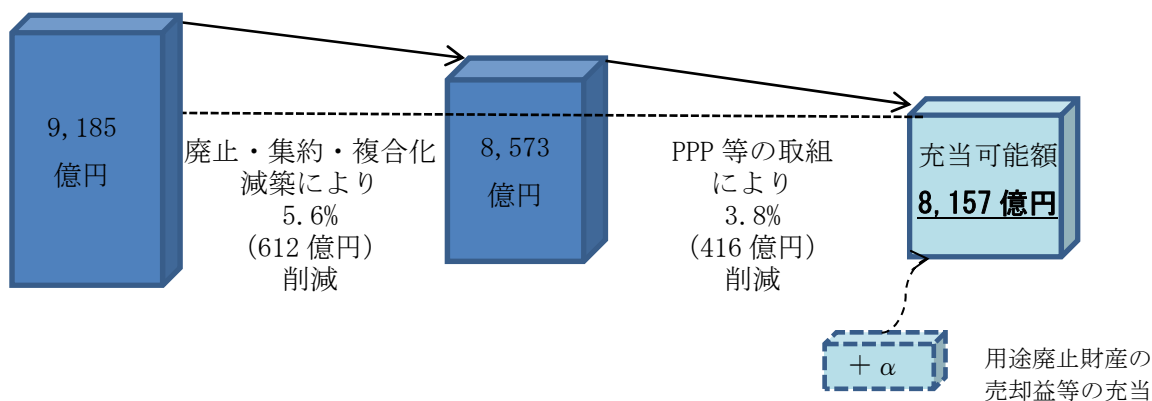 9,185
億円
廃止・集約・複合化
減築により
5.6%
(612 億円)
削減
8,573
億円
PPP 等の取組
により
3.8%
(416 億円)
削減
充当可能額
8,157 億円
＋α
用途廃止財産の
売却益等の充当